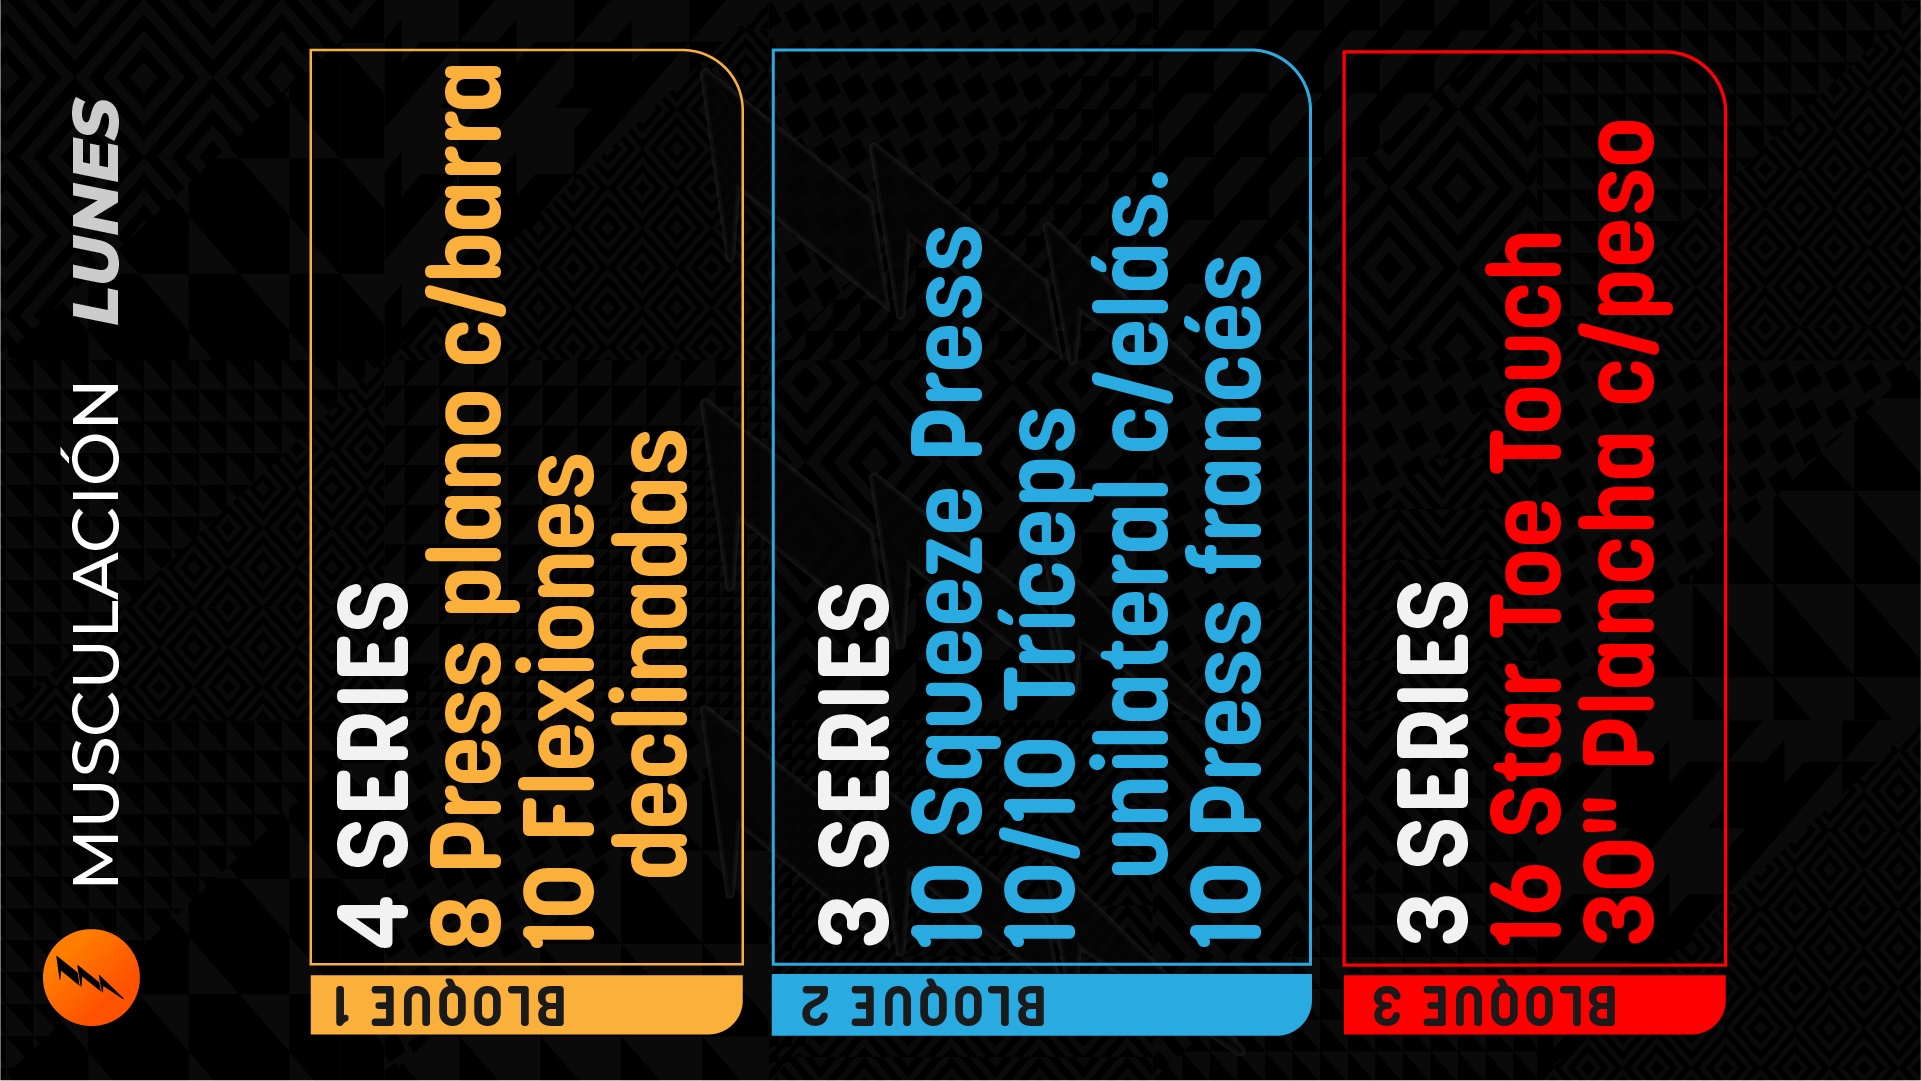 MUSCULACIÓN LUNES
BLOQUE 1
4 SERIES
8 Press plano c/barra
10 Flexiones
declinadas
BLOQUE 2
3 SERIES
10 Squeeze Press
10/10 Tríceps
unilateral c/elás.
10 Press francés
BLOQUE 3
3 SERIES
16 Star Toe Touch
30" Plancha c/peso